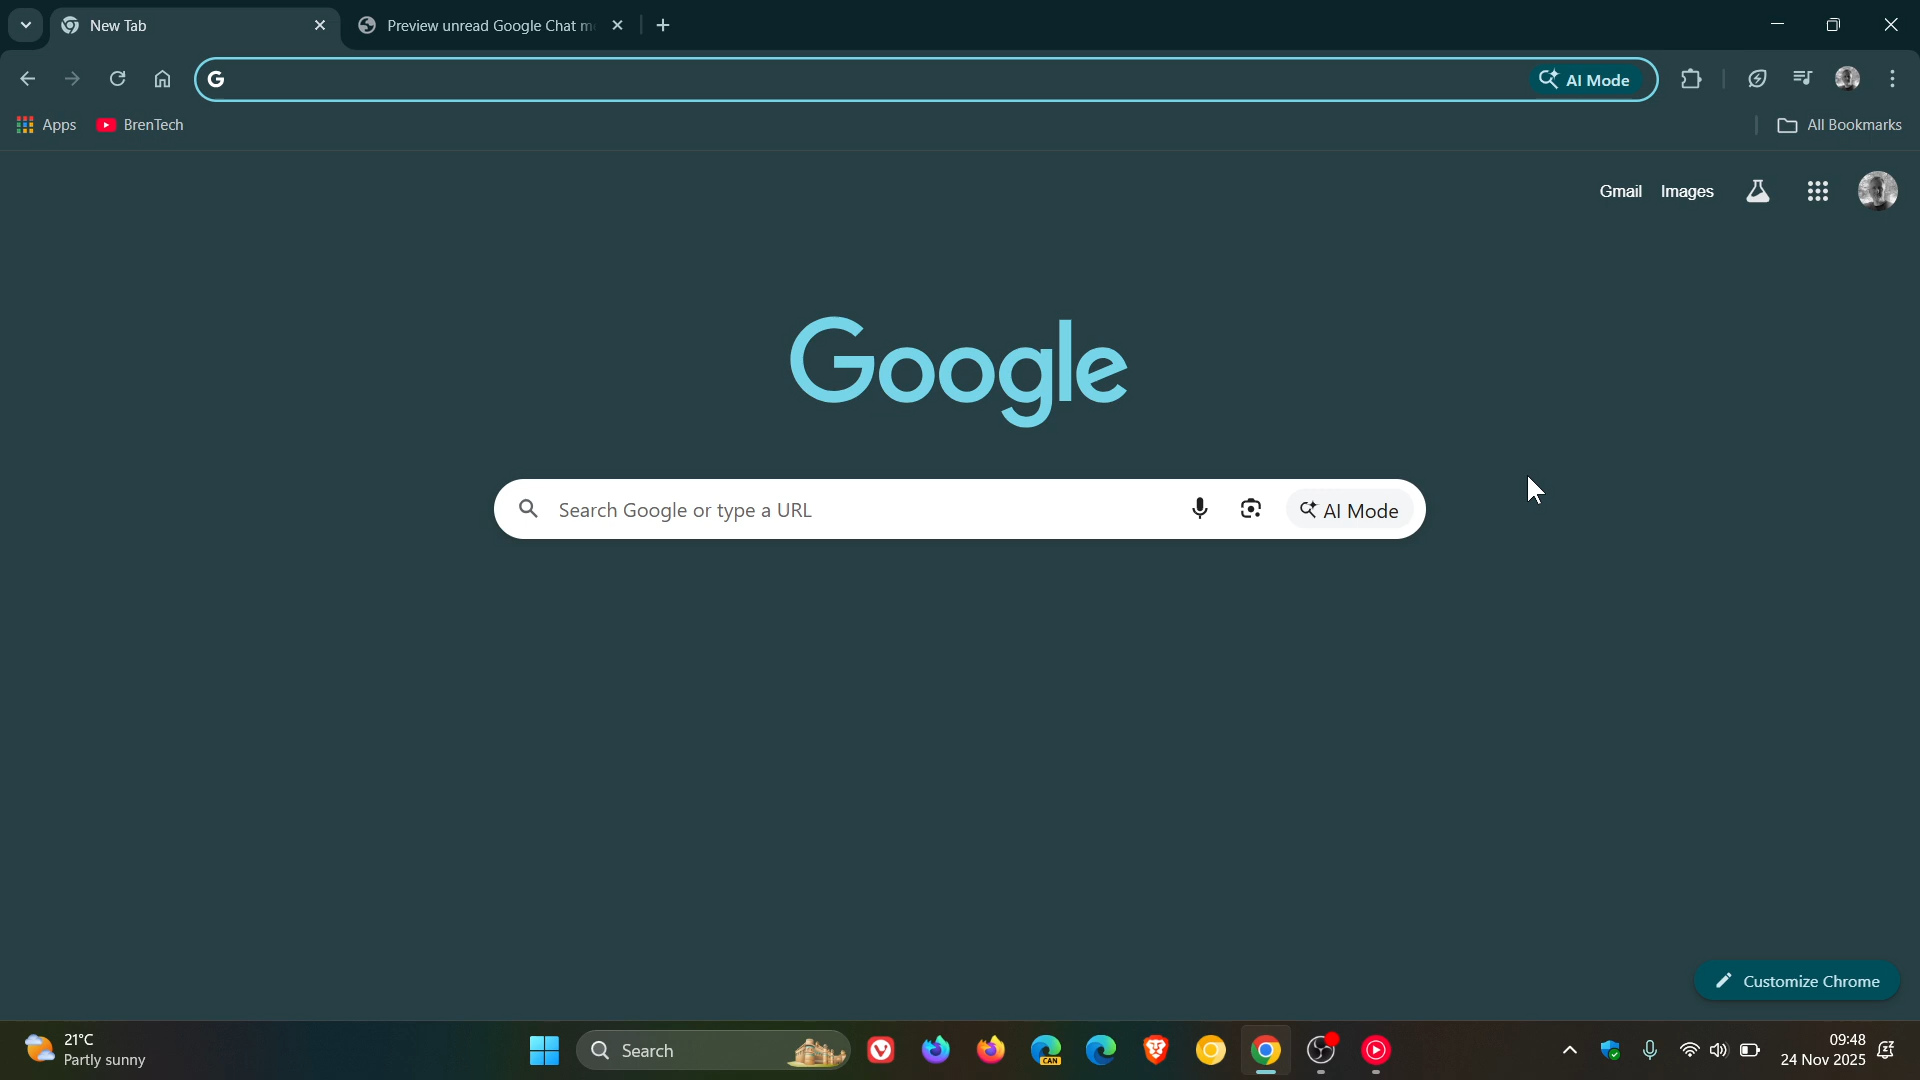 New Tab
Preview unread Google Chat m
AI Mode
Apps
BrenTech
All Bookmarks
Gmail
Images
Google
Search Google or type a URL
AI Mode
Customize Chrome
21°C
Partly sunny
Search
CAN
09:48
24 Nov 2025